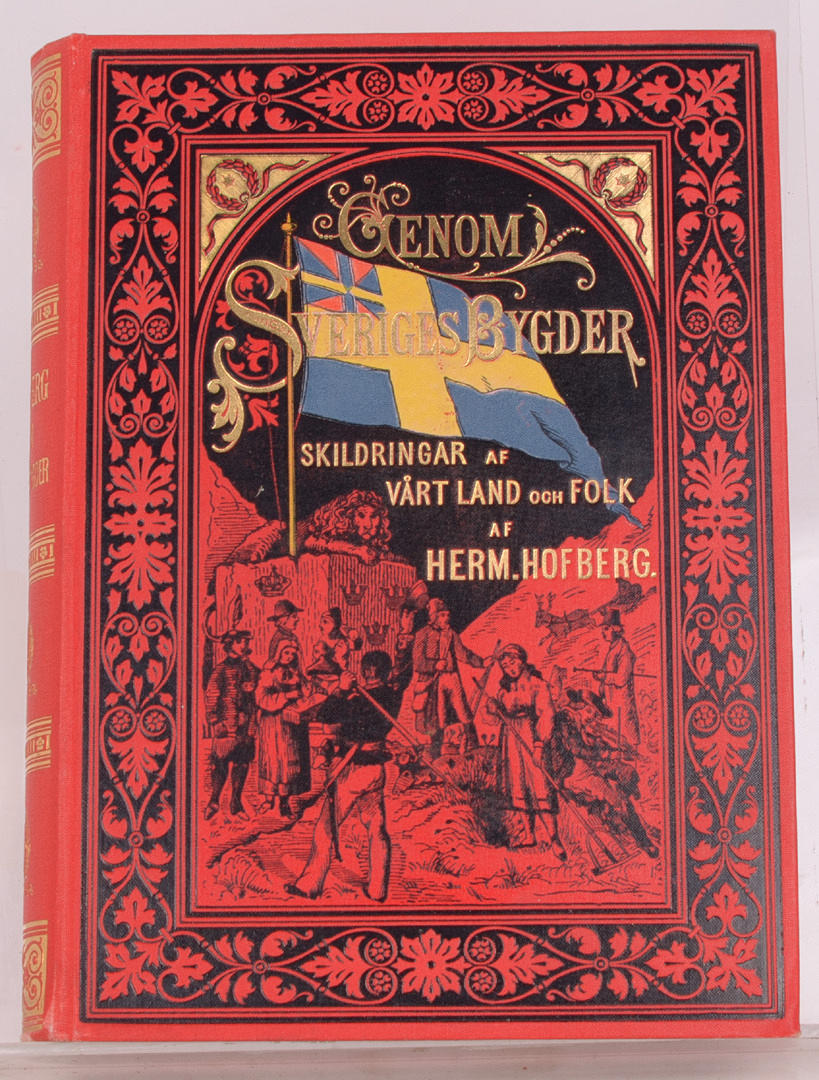 GENOM
SVERIGES BYGDER
SKILDRINGAR AF
VÅRT LAND OCH FOLK
AF
HERM. HOFBERG.